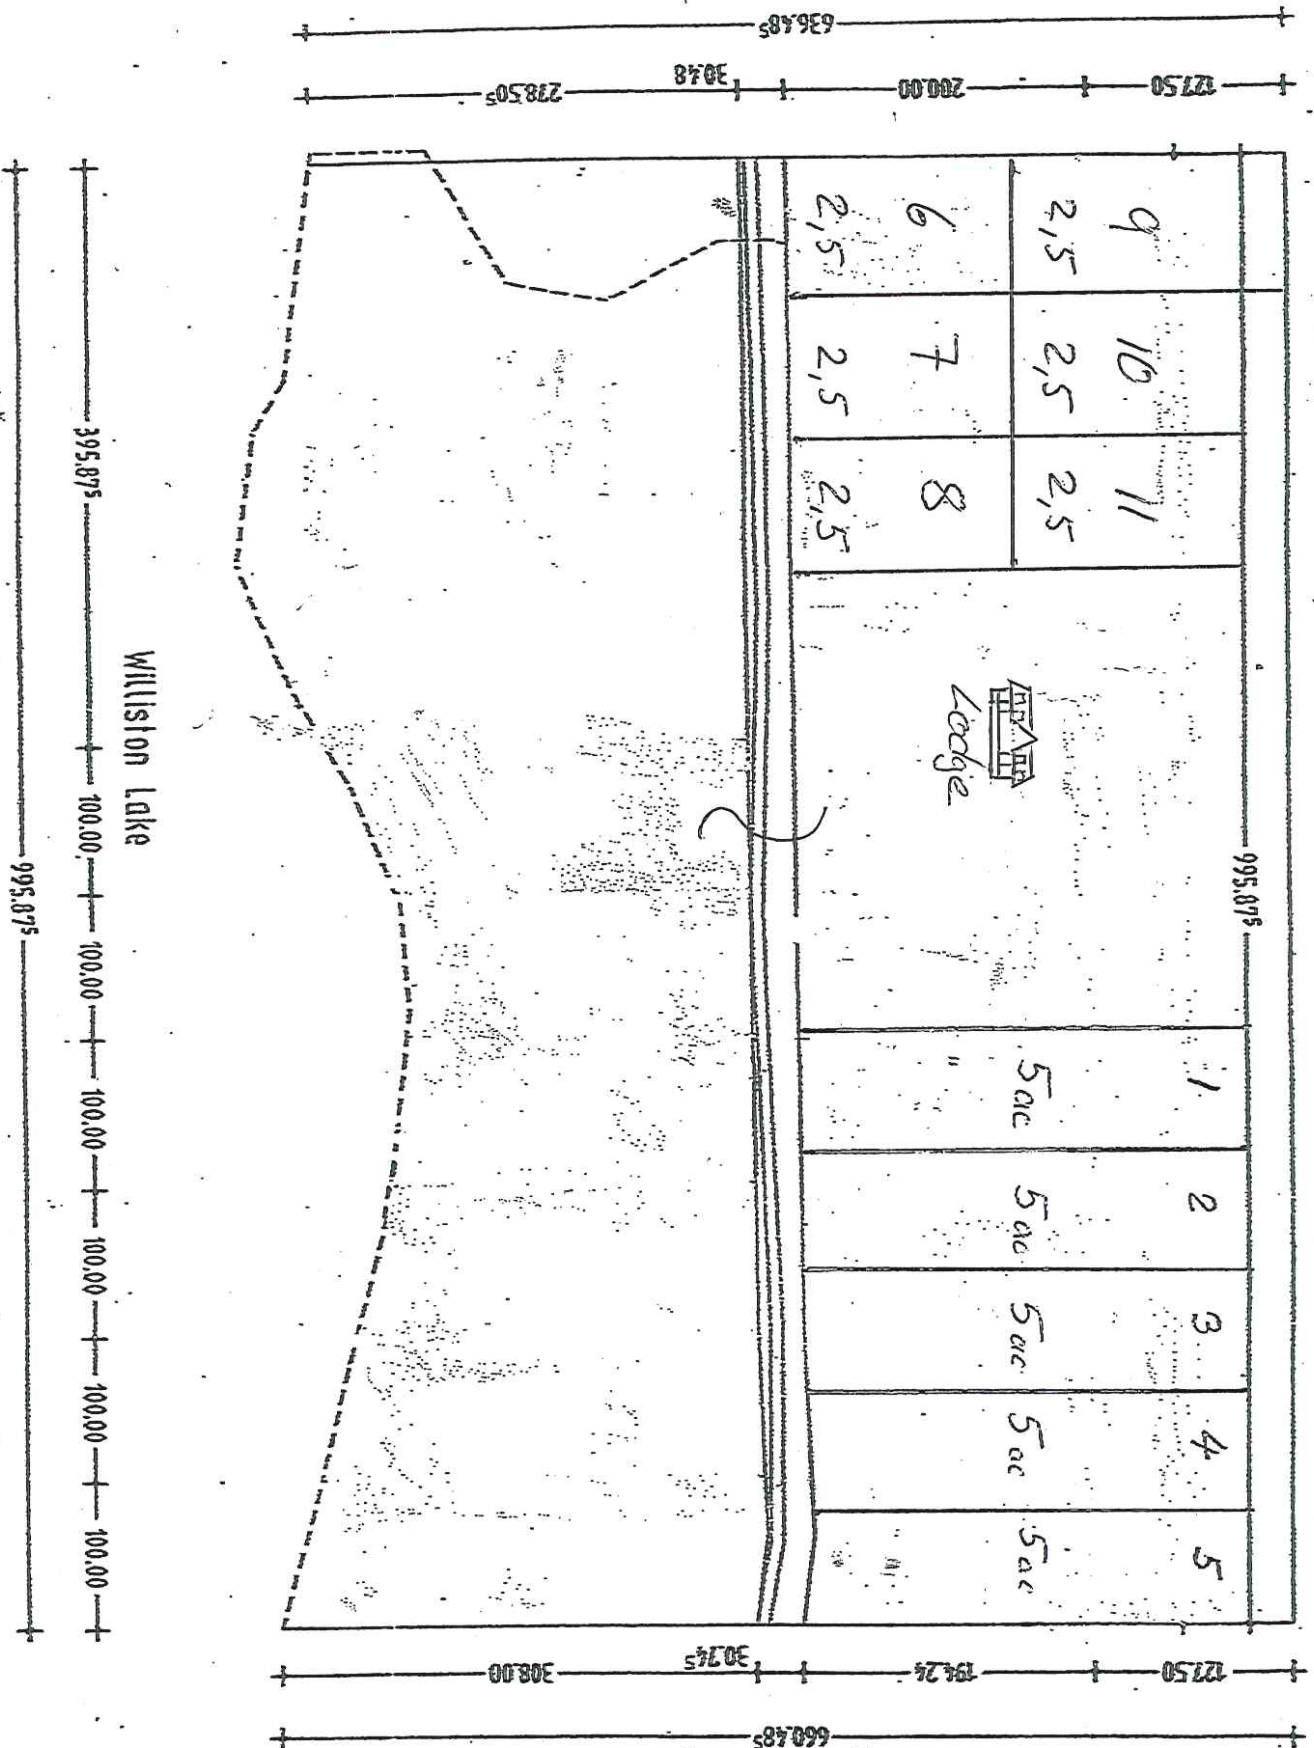 995.87⁵
9 10 11 1 2 3 4 5
2,5 2,5 2,5 5ac 5ac 5ac 5ac 5ac
Lodge
6 7 8 "
2,5 2,5 2,5
Williston Lake
395.87⁵ 100.00 100.00 100.00 100.00 100.00 100.00
995.87⁵
127.50 200.00 30.48 278.50⁵
636.48⁵
127.50 194.24 30.74⁵ 308.00
660.48⁵